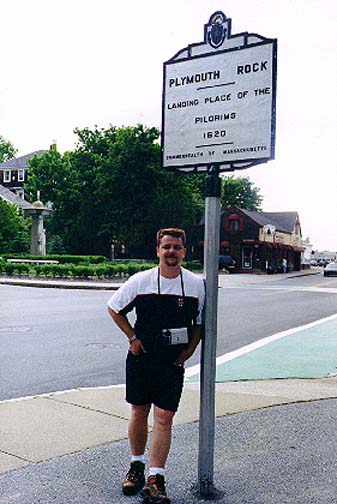 PLYMOUTH ROCK
LANDING PLACE OF THE
PILGRIMS
1620
COMMONWEALTH OF MASSACHUSETTS